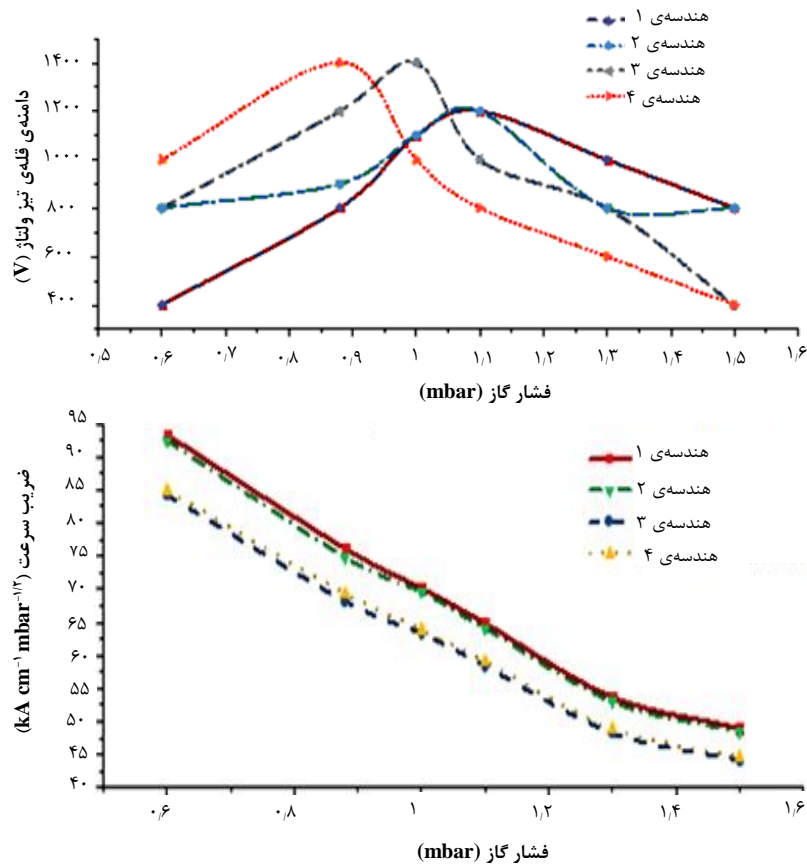 هندسه‌ی ۱
هندسه‌ی ۲
هندسه‌ی ۳
هندسه‌ی ۴
دامنه‌ی قله‌ی تیز ولتاژ (V)
۱۴۰۰
۱۲۰۰
۱۰۰۰
۸۰۰
۶۰۰
۴۰۰
۰٫۵ ۰٫۶ ۰٫۷ ۰٫۸ ۰٫۹ ۱ ۱٫۱ ۱٫۲ ۱٫۳ ۱٫۴ ۱٫۵ ۱٫۶
فشار گاز (mbar)
هندسه‌ی ۱
هندسه‌ی ۲
هندسه‌ی ۳
هندسه‌ی ۴
ضریب سرعت (kA cm⁻¹ mbar⁻¹ᐟ²)
۹۵
۹۰
۸۵
۸۰
۷۵
۷۰
۶۵
۶۰
۵۵
۵۰
۴۵
۴۰
۰٫۶ ۰٫۸ ۱ ۱٫۲ ۱٫۴ ۱٫۶
فشار گاز (mbar)